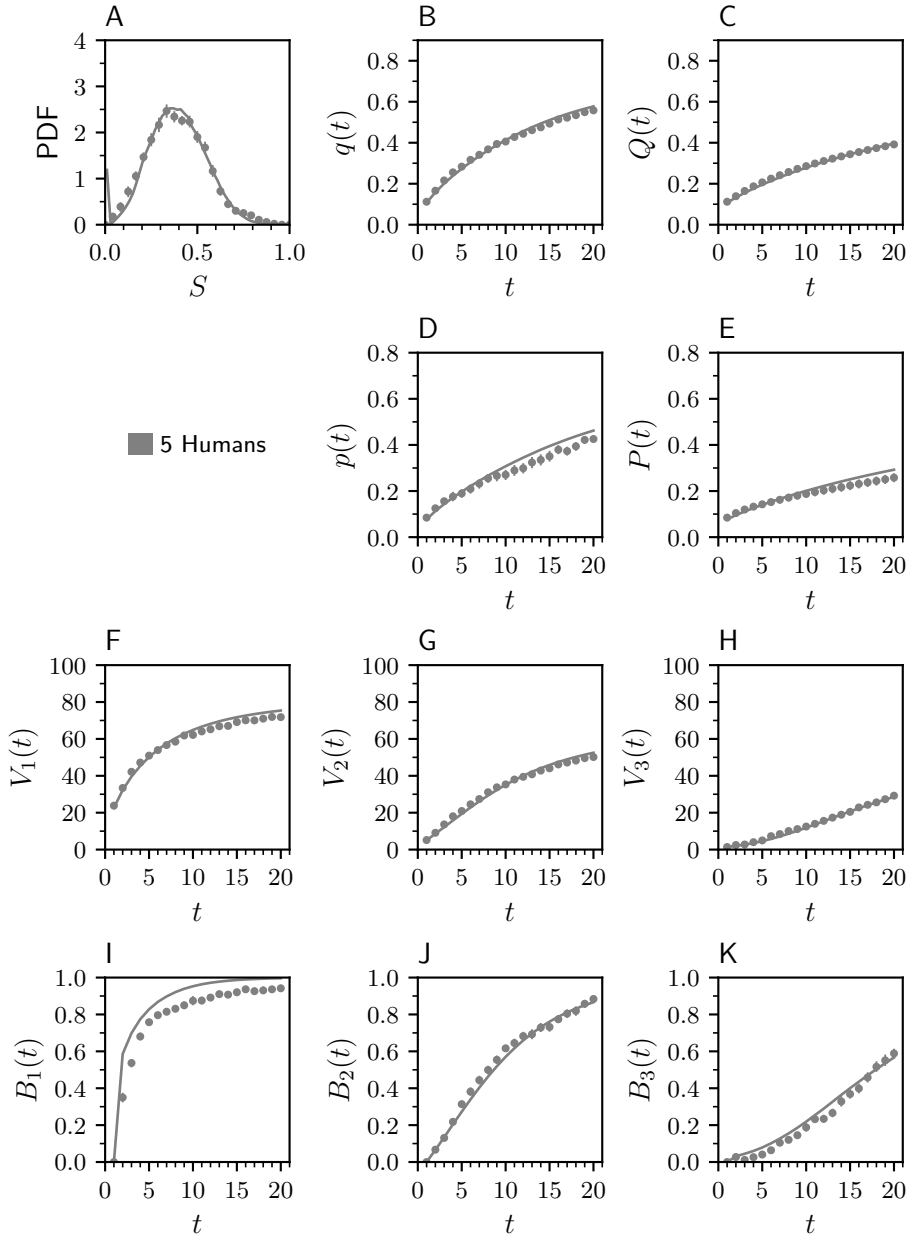 A
PDF
4
3
2
1
0
0.0 0.5 1.0
S
B
q(t)
0.8
0.6
0.4
0.2
0.0
0 5 10 15 20
t
C
Q(t)
0.8
0.6
0.4
0.2
0.0
0 5 10 15 20
t
5 Humans
D
p(t)
0.8
0.6
0.4
0.2
0.0
0 5 10 15 20
t
E
P(t)
0.8
0.6
0.4
0.2
0.0
0 5 10 15 20
t
F
V₁(t)
100
80
60
40
20
0
0 5 10 15 20
t
G
V₂(t)
100
80
60
40
20
0
0 5 10 15 20
t
H
V₃(t)
100
80
60
40
20
0
0 5 10 15 20
t
I
B₁(t)
1.0
0.8
0.6
0.4
0.2
0.0
0 5 10 15 20
t
J
B₂(t)
1.0
0.8
0.6
0.4
0.2
0.0
0 5 10 15 20
t
K
B₃(t)
1.0
0.8
0.6
0.4
0.2
0.0
0 5 10 15 20
t